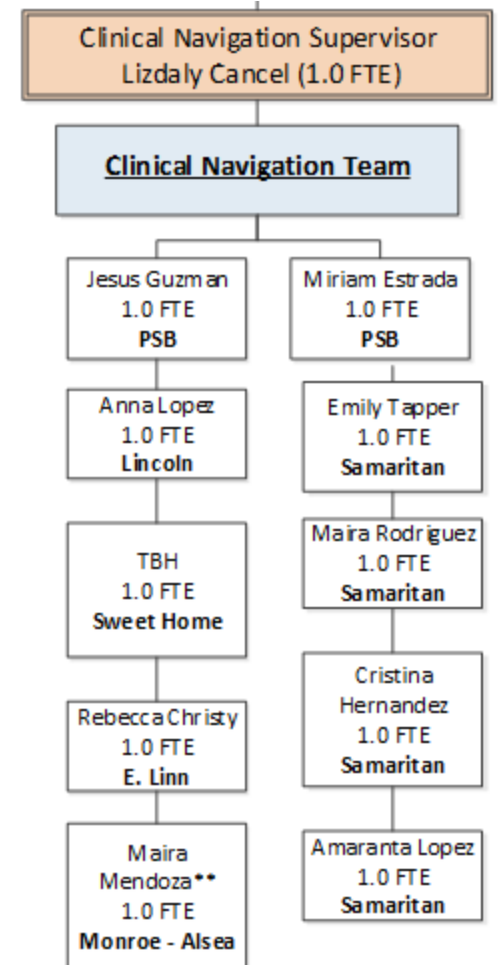 Clinical Navigation Supervisor
Lizdaly Cancel (1.0 FTE)
Clinical Navigation Team
Jesus Guzman
1.0 FTE
PSB
Anna Lopez
1.0 FTE
Lincoln
TBH
1.0 FTE
Sweet Home
Rebecca Christy
1.0 FTE
E. Linn
Maira
Mendoza**
1.0 FTE
Monroe - Alsea
Miriam Estrada
1.0 FTE
PSB
Emily Tapper
1.0 FTE
Samaritan
Maira Rodriguez
1.0 FTE
Samaritan
Cristina
Hernandez
1.0 FTE
Samaritan
Amaranta Lopez
1.0 FTE
Samaritan